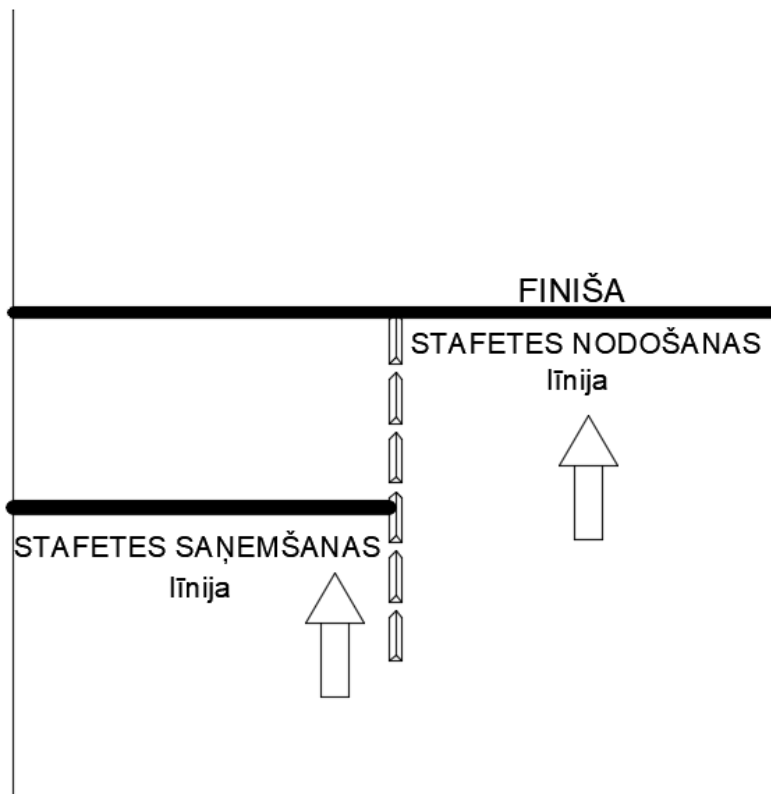 FINIŠA
STAFETES NODOŠANAS
līnija
STAFETES SAŅEMŠANAS
līnija